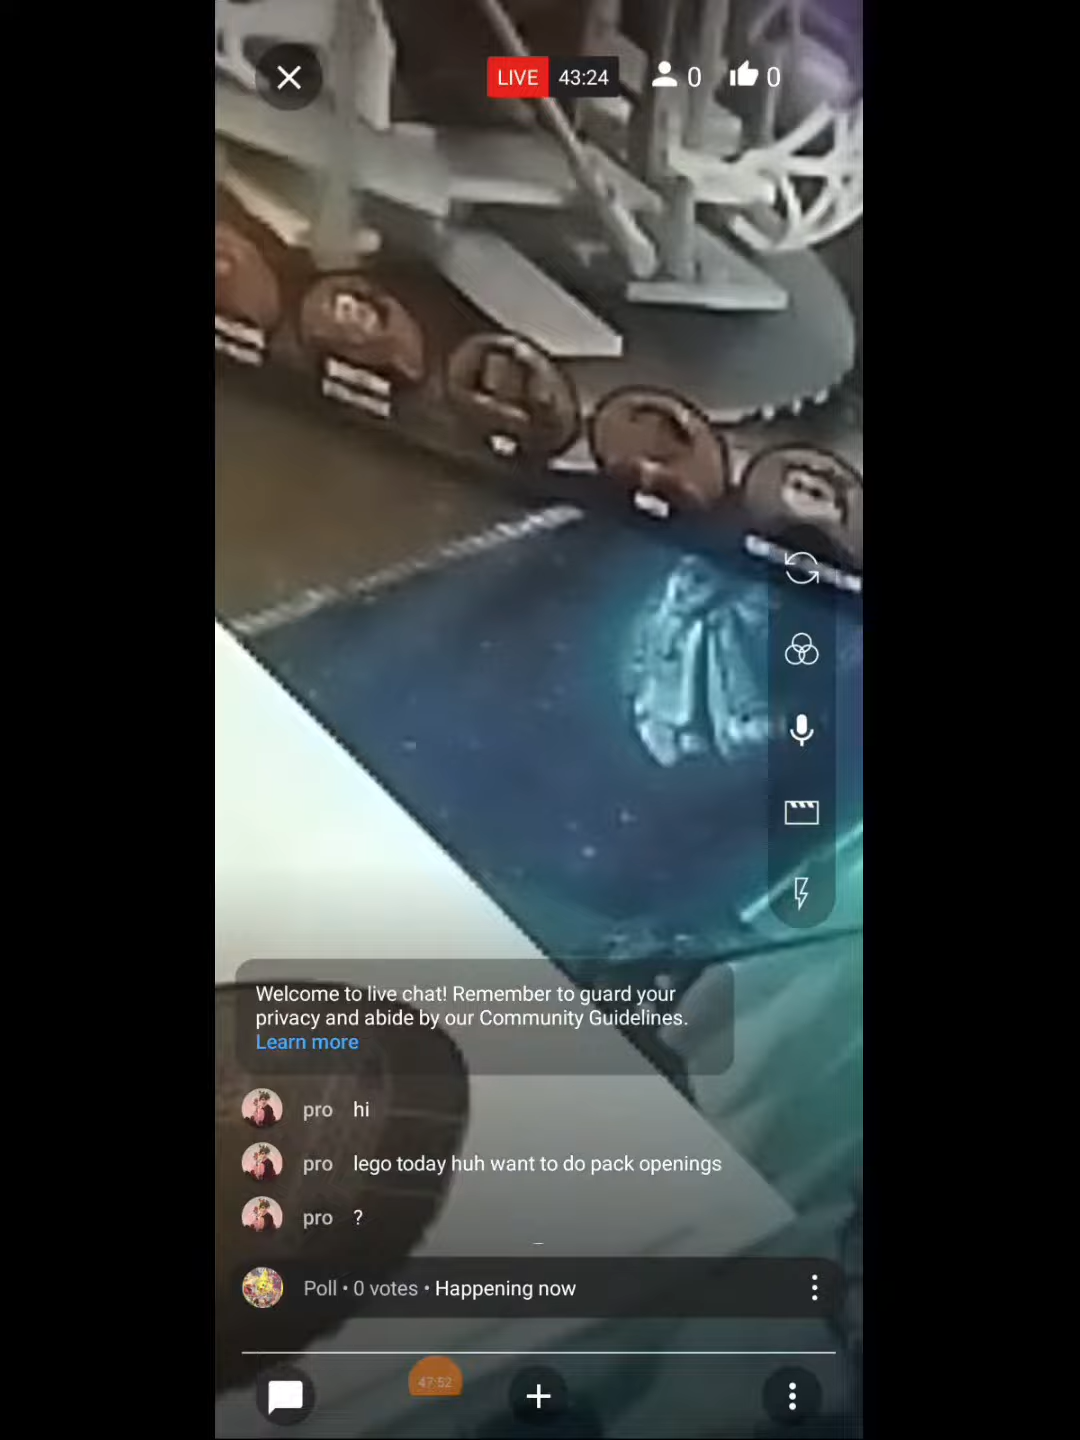 LIVE 43:24 0 0
Welcome to live chat! Remember to guard your
privacy and abide by our Community Guidelines.
Learn more
pro hi
pro lego today huh want to do pack openings
pro ?
Poll • 0 votes • Happening now
47:52